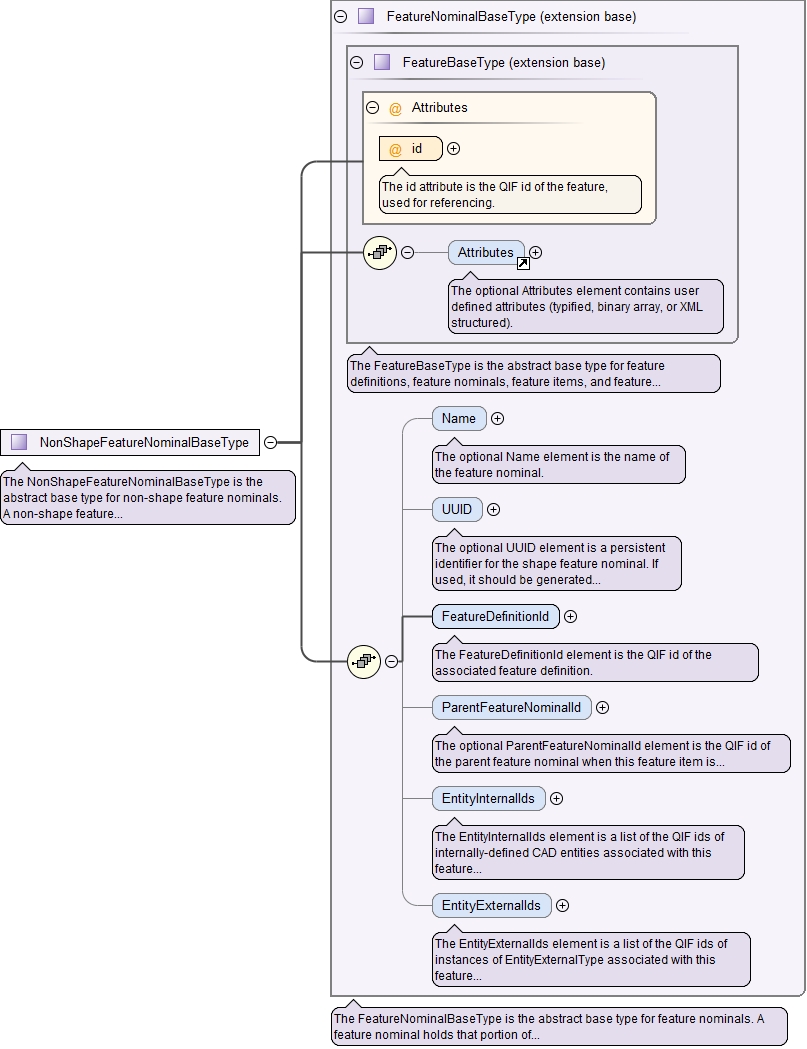 FeatureNominalBaseType (extension base)
FeatureBaseType (extension base)
@ Attributes
@ id
The id attribute is the QIF id of the feature,
used for referencing.
Attributes
The optional Attributes element contains user
defined attributes (typified, binary array, or XML
structured).
The FeatureBaseType is the abstract base type for feature
definitions, feature nominals, feature items, and feature...
Name
The optional Name element is the name of
the feature nominal.
NonShapeFeatureNominalBaseType
The NonShapeFeatureNominalBaseType is the
abstract base type for non-shape feature nominals.
A non-shape feature...
UUID
The optional UUID element is a persistent
identifier for the shape feature nominal. If
used, it should be generated...
FeatureDefinitionId
The FeatureDefinitionId element is the QIF id of the
associated feature definition.
ParentFeatureNominalId
The optional ParentFeatureNominalId element is the QIF id of
the parent feature nominal when this feature item is...
EntityInternalIds
The EntityInternalIds element is a list of the QIF ids of
internally-defined CAD entities associated with this
feature...
EntityExternalIds
The EntityExternalIds element is a list of the QIF ids of
instances of EntityExternalType associated with this
feature...
The FeatureNominalBaseType is the abstract base type for feature nominals. A
feature nominal holds that portion of...